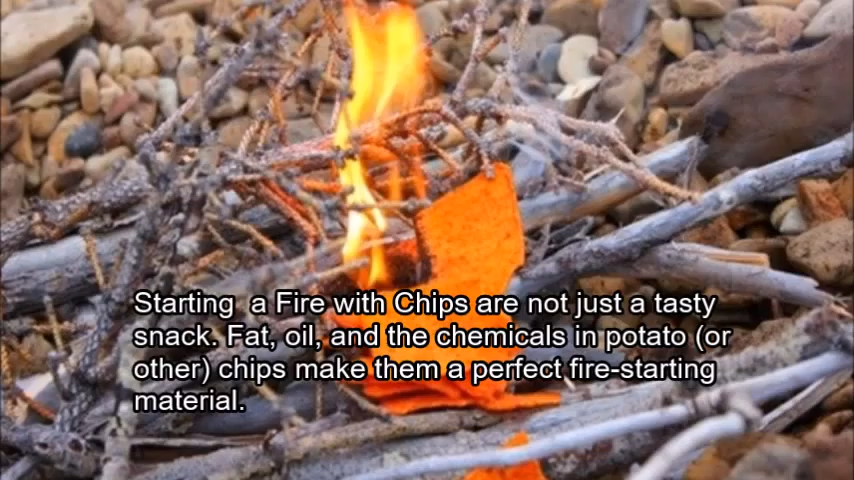 Starting  a Fire with Chips are not just a tasty
snack. Fat, oil, and the chemicals in potato (or
other) chips make them a perfect fire-starting
material.